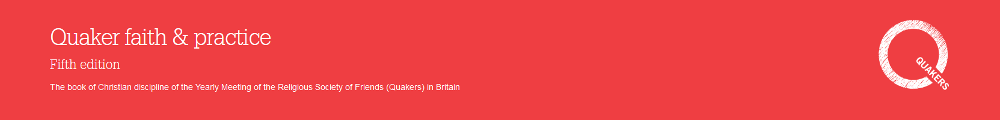 Quaker faith & practice
Fifth edition
The book of Christian discipline of the Yearly Meeting of the Religious Society of Friends (Quakers) in Britain
QUAKERS